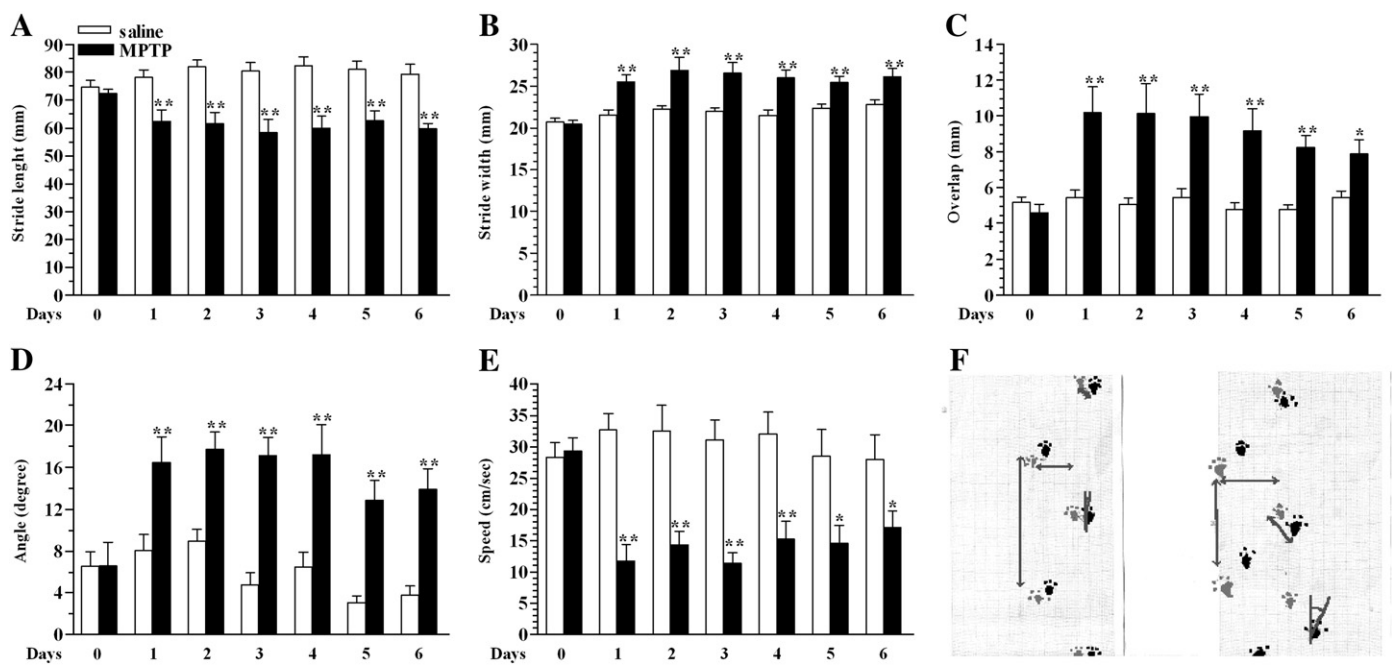 A
saline
MPTP
90
80
70
60
50
40
30
20
10
0
Stride lenght (mm)
** ** ** ** ** **
Days 0 1 2 3 4 5 6
B
30
25
20
15
10
5
0
Stride width (mm)
** ** ** ** ** **
Days 0 1 2 3 4 5 6
C
14
12
10
8
6
4
2
0
Overlap (mm)
** ** ** ** ** *
Days 0 1 2 3 4 5 6
D
24
20
16
12
8
4
0
Angle (degree)
** ** ** ** ** **
Days 0 1 2 3 4 5 6
E
40
35
30
25
20
15
10
5
0
Speed (cm/sec)
** ** ** ** * *
Days 0 1 2 3 4 5 6
F